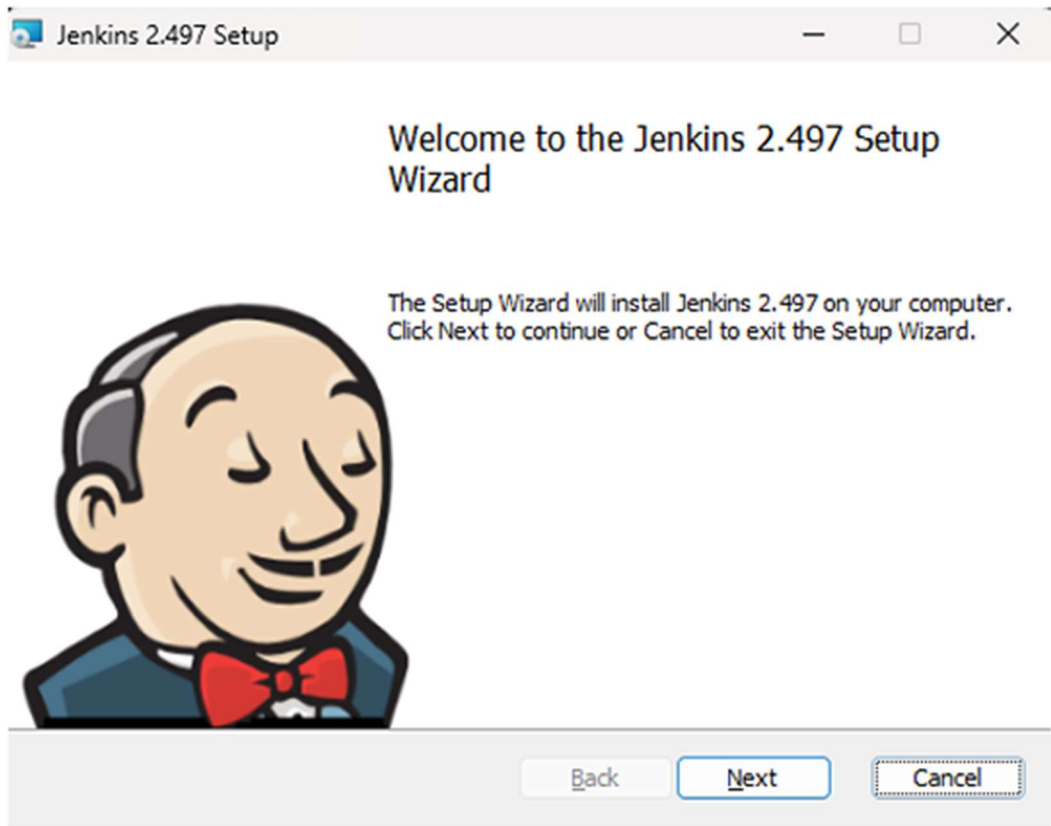 Jenkins 2.497 Setup
Welcome to the Jenkins 2.497 Setup
Wizard
The Setup Wizard will install Jenkins 2.497 on your computer.
Click Next to continue or Cancel to exit the Setup Wizard.
Back Next Cancel